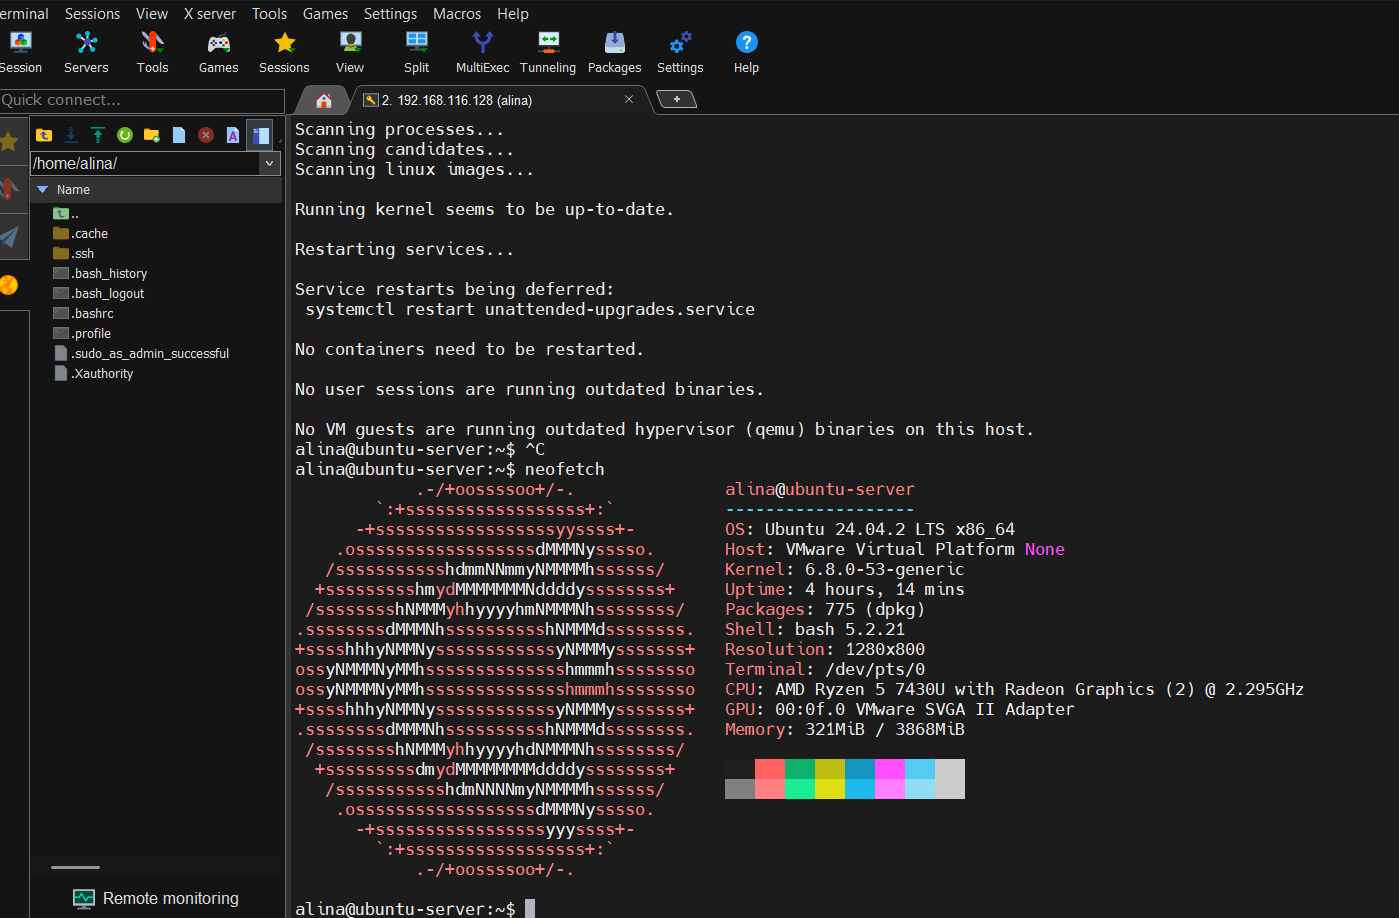 erminal Sessions View X server Tools Games Settings Macros Help
Session Servers Tools Games Sessions View Split MultiExec Tunneling Packages Settings Help
Quick connect...
2. 192.168.116.128 (alina)
/home/alina/
Name
..
.cache
.ssh
.bash_history
.bash_logout
.bashrc
.profile
.sudo_as_admin_successful
.Xauthority
Remote monitoring
Scanning processes...
Scanning candidates...
Scanning linux images...
Running kernel seems to be up-to-date.
Restarting services...
Service restarts being deferred:
 systemctl restart unattended-upgrades.service
No containers need to be restarted.
No user sessions are running outdated binaries.
No VM guests are running outdated hypervisor (qemu) binaries on this host.
alina@ubuntu-server:~$ ^C
alina@ubuntu-server:~$ neofetch
            .-/+oossssoo+/-.               alina@ubuntu-server
        `:+ssssssssssssssssss+:`           -------------------
      -+ssssssssssssssssssyyssss+-         OS: Ubuntu 24.04.2 LTS x86_64
    .ossssssssssssssssssdMMMNysssso.       Host: VMware Virtual Platform None
   /ssssssssssshdmmNNmmyNMMMMhssssss/      Kernel: 6.8.0-53-generic
  +ssssssssshmydMMMMMMMNddddyssssssss+     Uptime: 4 hours, 14 mins
 /sssssssshNMMMyhhyyyyhmNMMMNhssssssss/    Packages: 775 (dpkg)
.ssssssssdMMMNhsssssssssshNMMMdssssssss.   Shell: bash 5.2.21
+sssshhhyNMMNyssssssssssssyNMMMysssssss+   Resolution: 1280x800
ossyNMMMNyMMhsssssssssssssshmmmhssssssso   Terminal: /dev/pts/0
ossyNMMMNyMMhsssssssssssssshmmmhssssssso   CPU: AMD Ryzen 5 7430U with Radeon Graphics (2) @ 2.295GHz
+sssshhhyNMMNyssssssssssssyNMMMysssssss+   GPU: 00:0f.0 VMware SVGA II Adapter
.ssssssssdMMMNhsssssssssshNMMMdssssssss.   Memory: 321MiB / 3868MiB
 /sssssssshNMMMyhhyyyyhdNMMMNhssssssss/
  +sssssssssdmydMMMMMMMMddddyssssssss+
   /ssssssssssshdmNNNNmyNMMMMhssssss/
    .ossssssssssssssssssdMMMNysssso.
      -+sssssssssssssssssyyyssss+-
        `:+ssssssssssssssssss+:`
            .-/+oossssoo+/-.
alina@ubuntu-server:~$